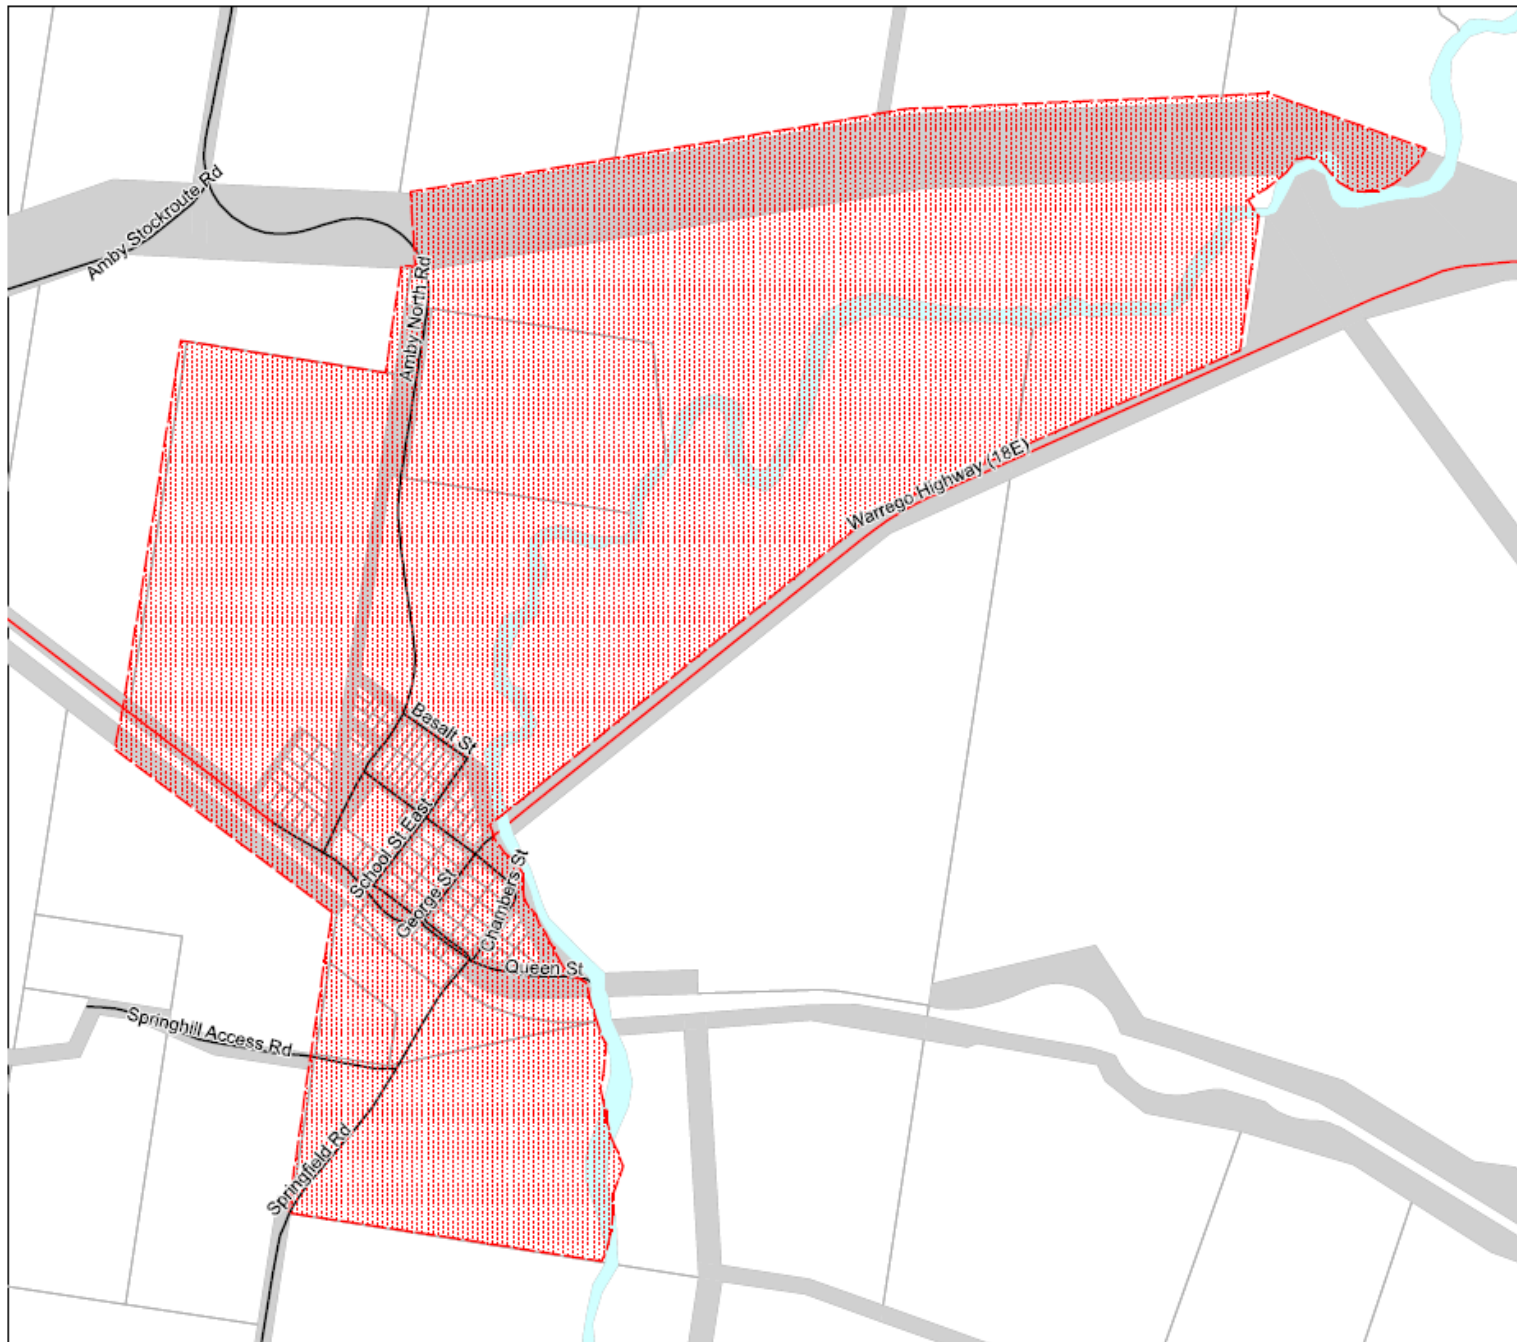 Amby Stockroute Rd
Amby North Rd
Warrego Highway (18E)
Basalt St
School St East
George St
Chambers St
Queen St
Springhill Access Rd
Springfield Rd